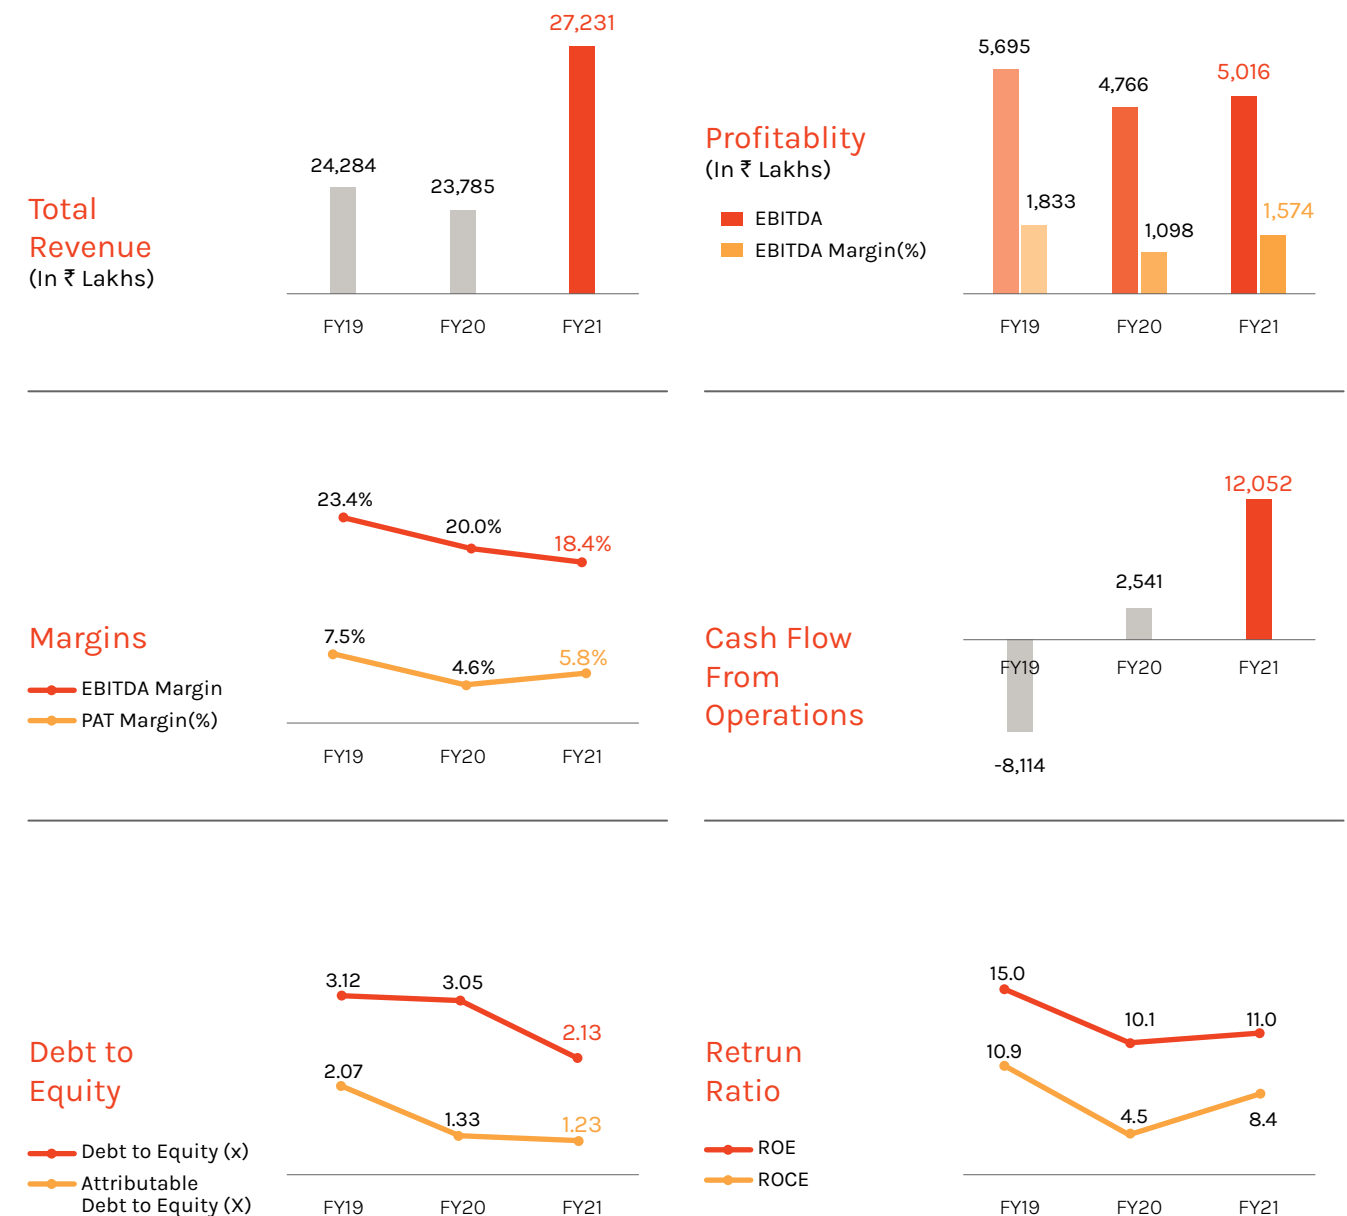 Total
Revenue
(In ₹ Lakhs)
24,284
23,785
27,231
FY19
FY20
FY21
Profitablity
(In ₹ Lakhs)
EBITDA
EBITDA Margin(%)
5,695
1,833
4,766
1,098
5,016
1,574
FY19
FY20
FY21
Margins
EBITDA Margin
PAT Margin(%)
23.4%
20.0%
18.4%
7.5%
4.6%
5.8%
FY19
FY20
FY21
Cash Flow
From
Operations
12,052
2,541
-8,114
FY19
FY20
FY21
Debt to
Equity
Debt to Equity (x)
Attributable
Debt to Equity (X)
3.12
3.05
2.13
2.07
1.33
1.23
FY19
FY20
FY21
Retrun
Ratio
ROE
ROCE
15.0
10.1
11.0
10.9
4.5
8.4
FY19
FY20
FY21